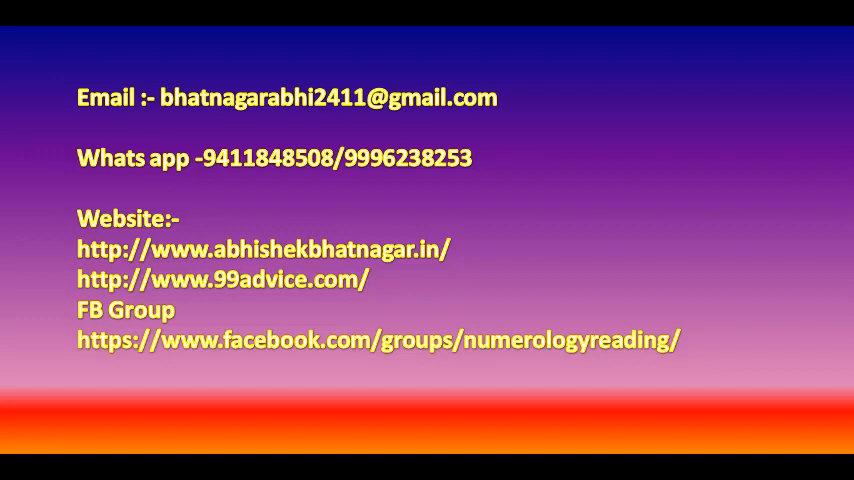 Email :- bhatnagarabhi2411@gmail.com
Whats app -9411848508/9996238253
Website:-
http://www.abhishekbhatnagar.in/
http://www.99advice.com/
FB Group
https://www.facebook.com/groups/numerologyreading/